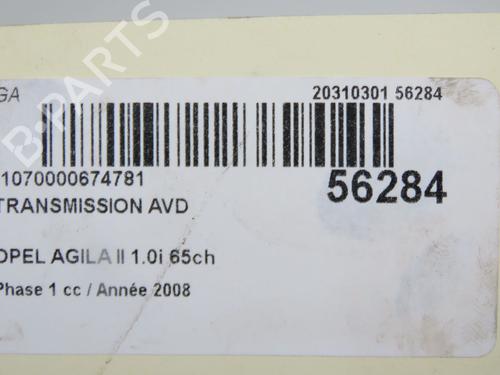 GA
20310301 56284
1070000674781
56284
TRANSMISSION AVD
OPEL AGILA II 1.0i 65ch
Phase 1 cc / Année 2008
B-PARTS